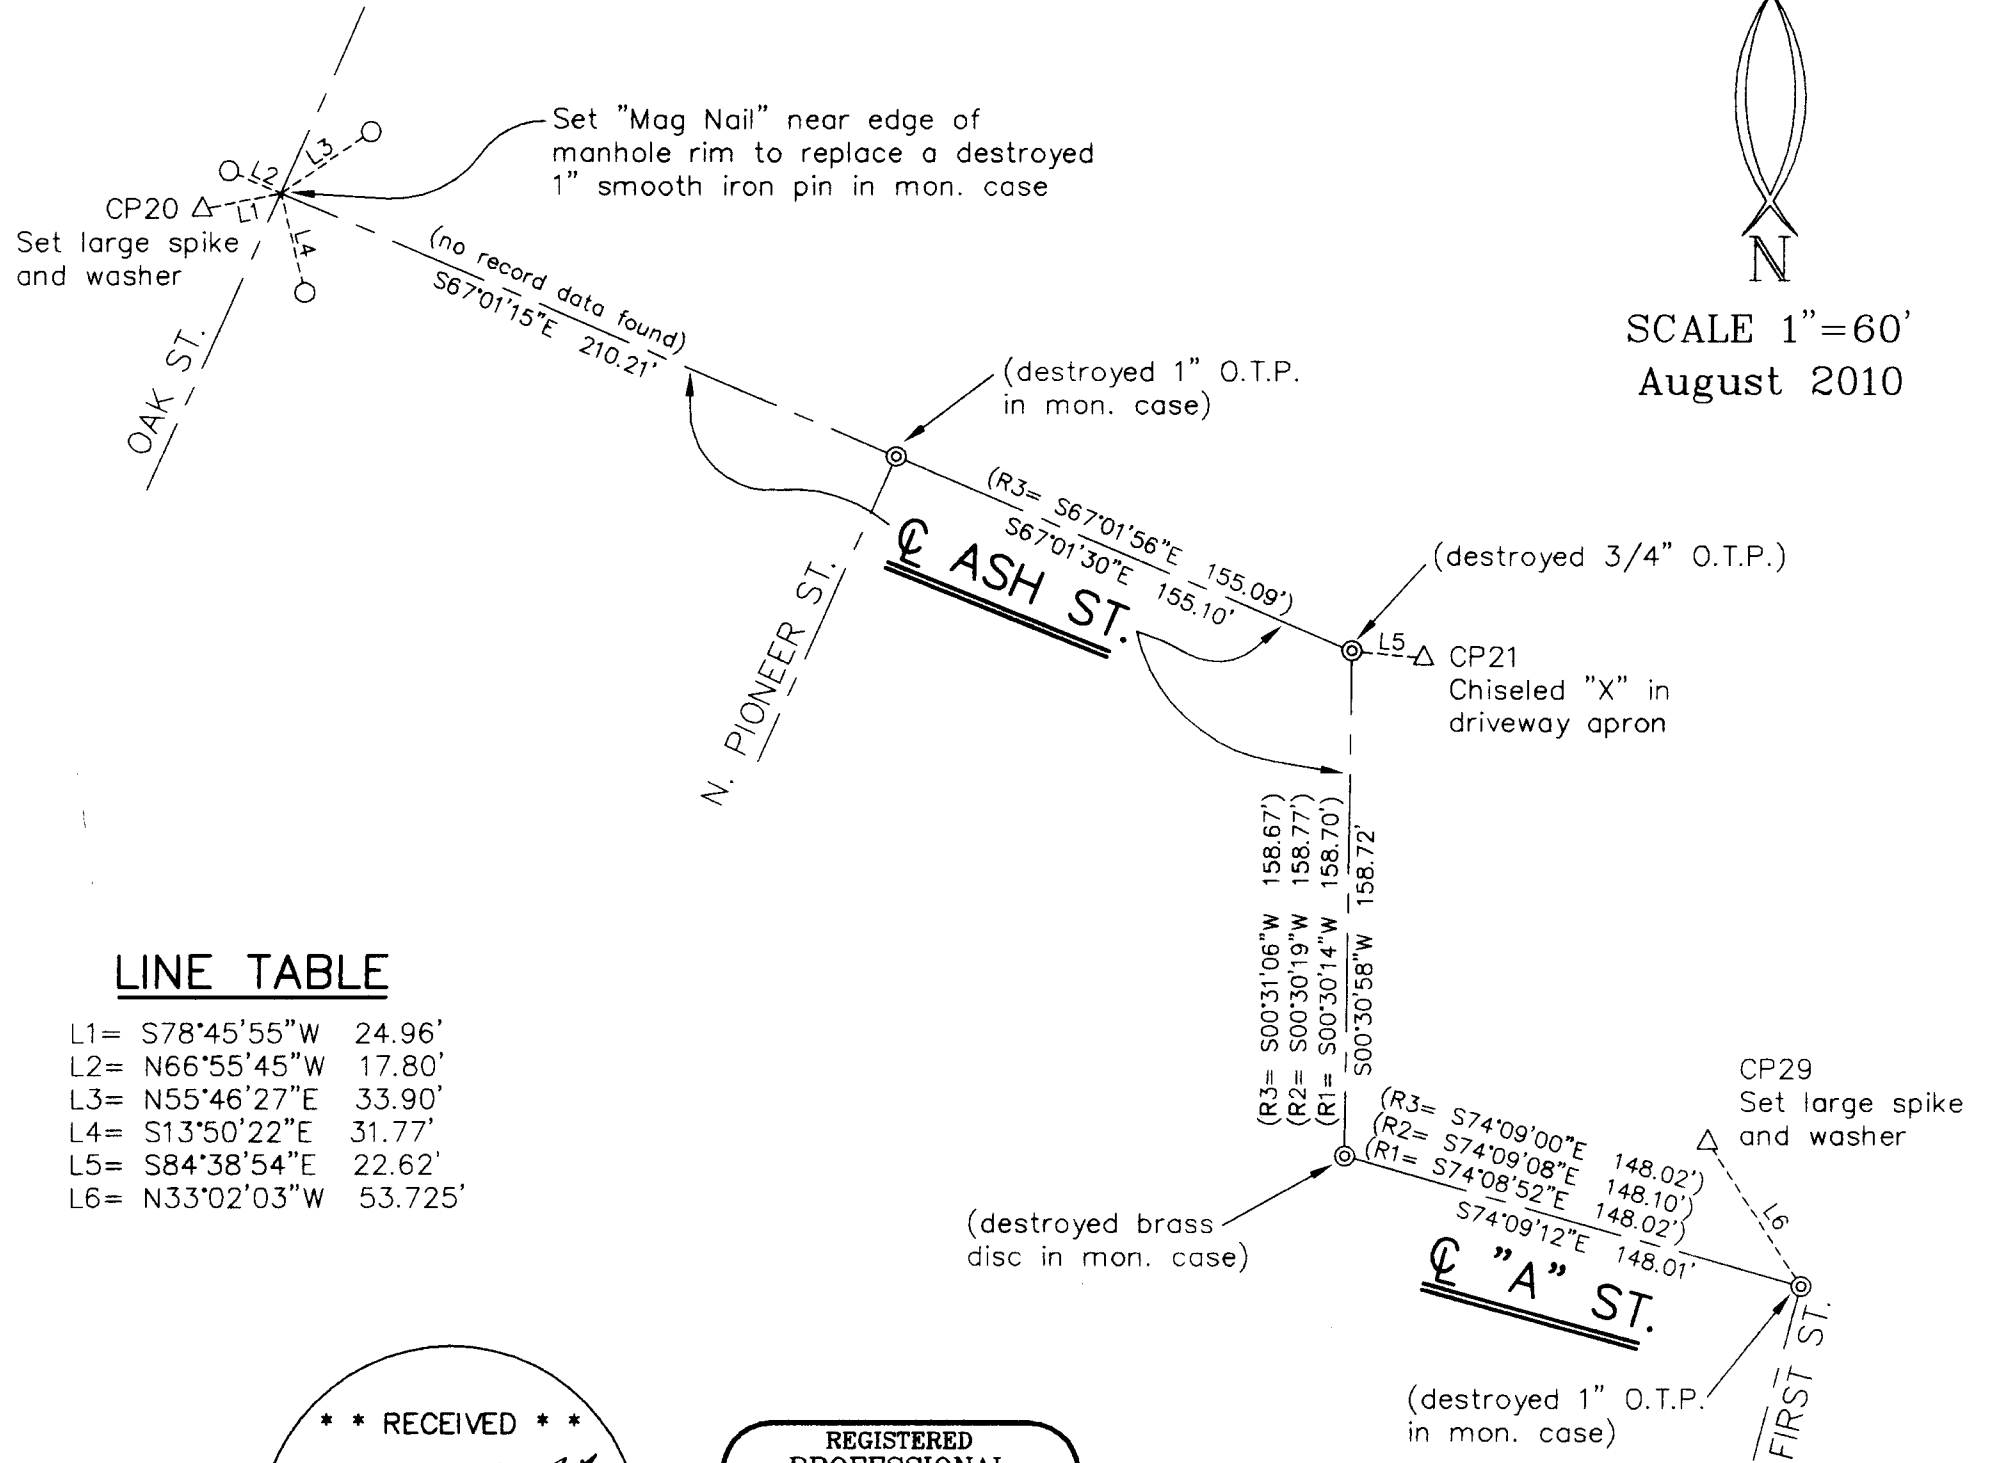 Set "Mag Nail" near edge of
manhole rim to replace a destroyed
1" smooth iron pin in mon. case
L3
L2
L1
L4
CP20
Set large spike
and washer
OAK ST.
(no record data found)
S67°01'15"E 210.21'
N
SCALE 1"=60'
August 2010
(destroyed 1" O.T.P.
in mon. case)
(R3= S67°01'56"E 155.09')
S67°01'30"E 155.10'
℄ ASH ST.
N. PIONEER ST.
(destroyed 3/4" O.T.P.)
L5
CP21
Chiseled "X" in
driveway apron
(R3= S00°31'06"W 158.67')
(R2= S00°30'19"W 158.77')
(R1= S00°30'14"W 158.70')
S00°30'58"W 158.72'
LINE TABLE
L1= S78°45'55"W 24.96'
L2= N66°55'45"W 17.80'
L3= N55°46'27"E 33.90'
L4= S13°50'22"E 31.77'
L5= S84°38'54"E 22.62'
L6= N33°02'03"W 53.725'
CP29
Set large spike
and washer
(R3= S74°09'00"E 148.02')
(R2= S74°09'08"E 148.10')
(R1= S74°08'52"E 148.02')
S74°09'12"E 148.01'
L6
(destroyed brass
disc in mon. case)
℄ "A" ST.
(destroyed 1" O.T.P.
in mon. case)
FIRST ST.
* * RECEIVED * *
REGISTERED
PROFESSIONAL